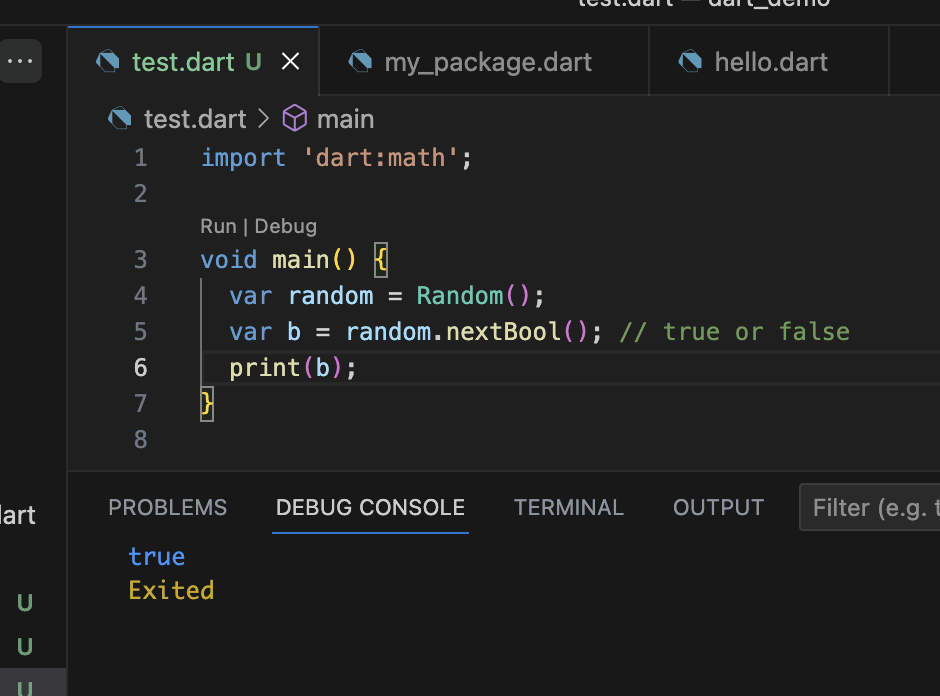 test.dart — dart_demo
...
test.dart U
my_package.dart
hello.dart
test.dart > main
1 import 'dart:math';
2
Run | Debug
3 void main() {
4 var random = Random();
5 var b = random.nextBool(); // true or false
6 print(b);
7 }
8
PROBLEMS DEBUG CONSOLE TERMINAL OUTPUT Filter (e.g. t
lart
true
Exited
U
U
U